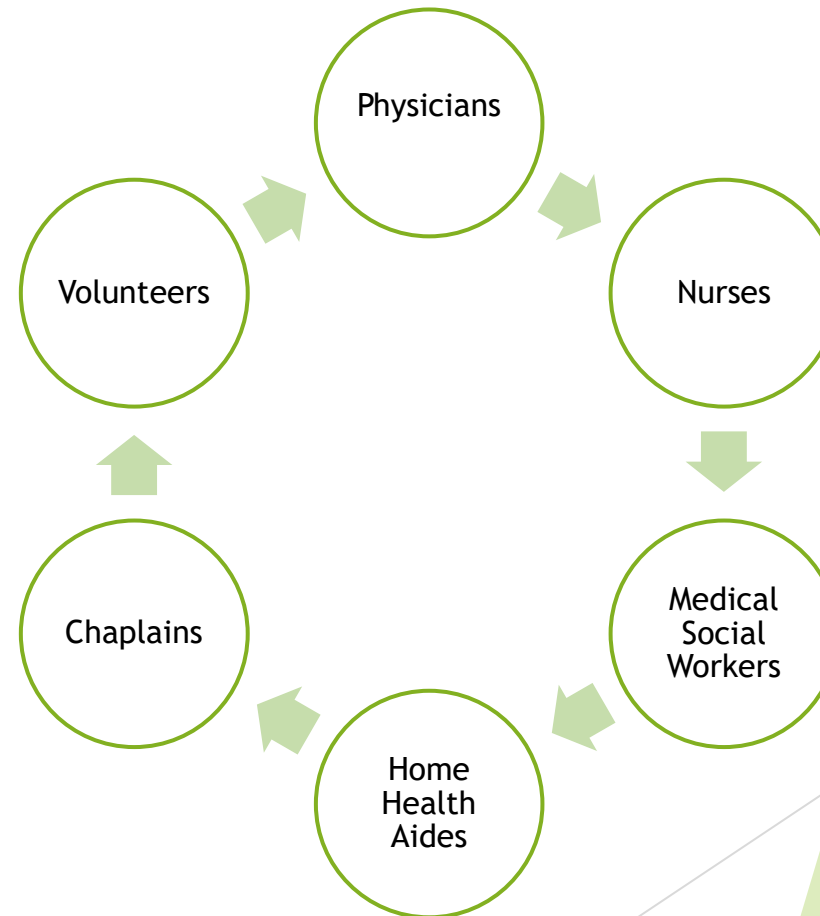 Physicians
Nurses
Medical
Social
Workers
Home
Health
Aides
Chaplains
Volunteers